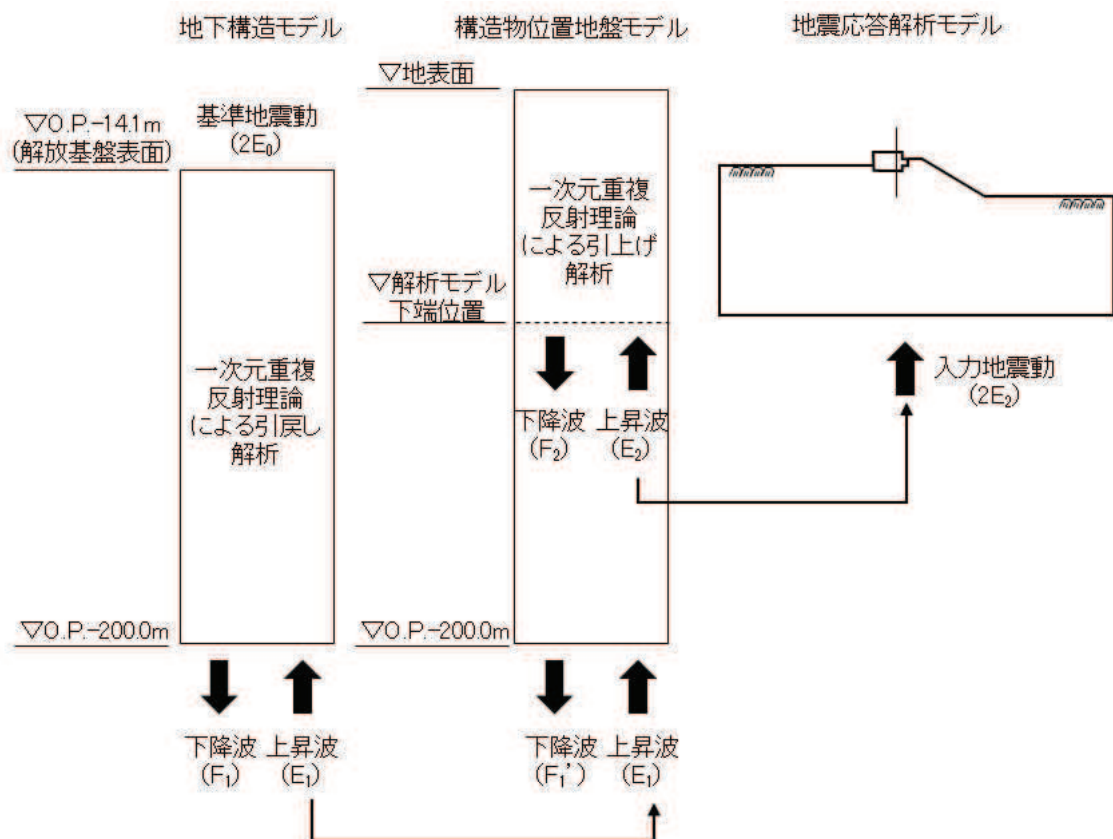 地下構造モデル
構造物位置地盤モデル
地震応答解析モデル
▽O.P.-14.1m
(解放基盤表面)
基準地震動
(2E₀)
一次元重複
反射理論
による引戻し
解析
▽O.P.-200.0m
下降波
(F₁)
上昇波
(E₁)
▽地表面
一次元重複
反射理論
による引上げ
解析
▽解析モデル
下端位置
下降波
(F₂)
上昇波
(E₂)
▽O.P.-200.0m
下降波
(F₁')
上昇波
(E₁)
入力地震動
(2E₂)